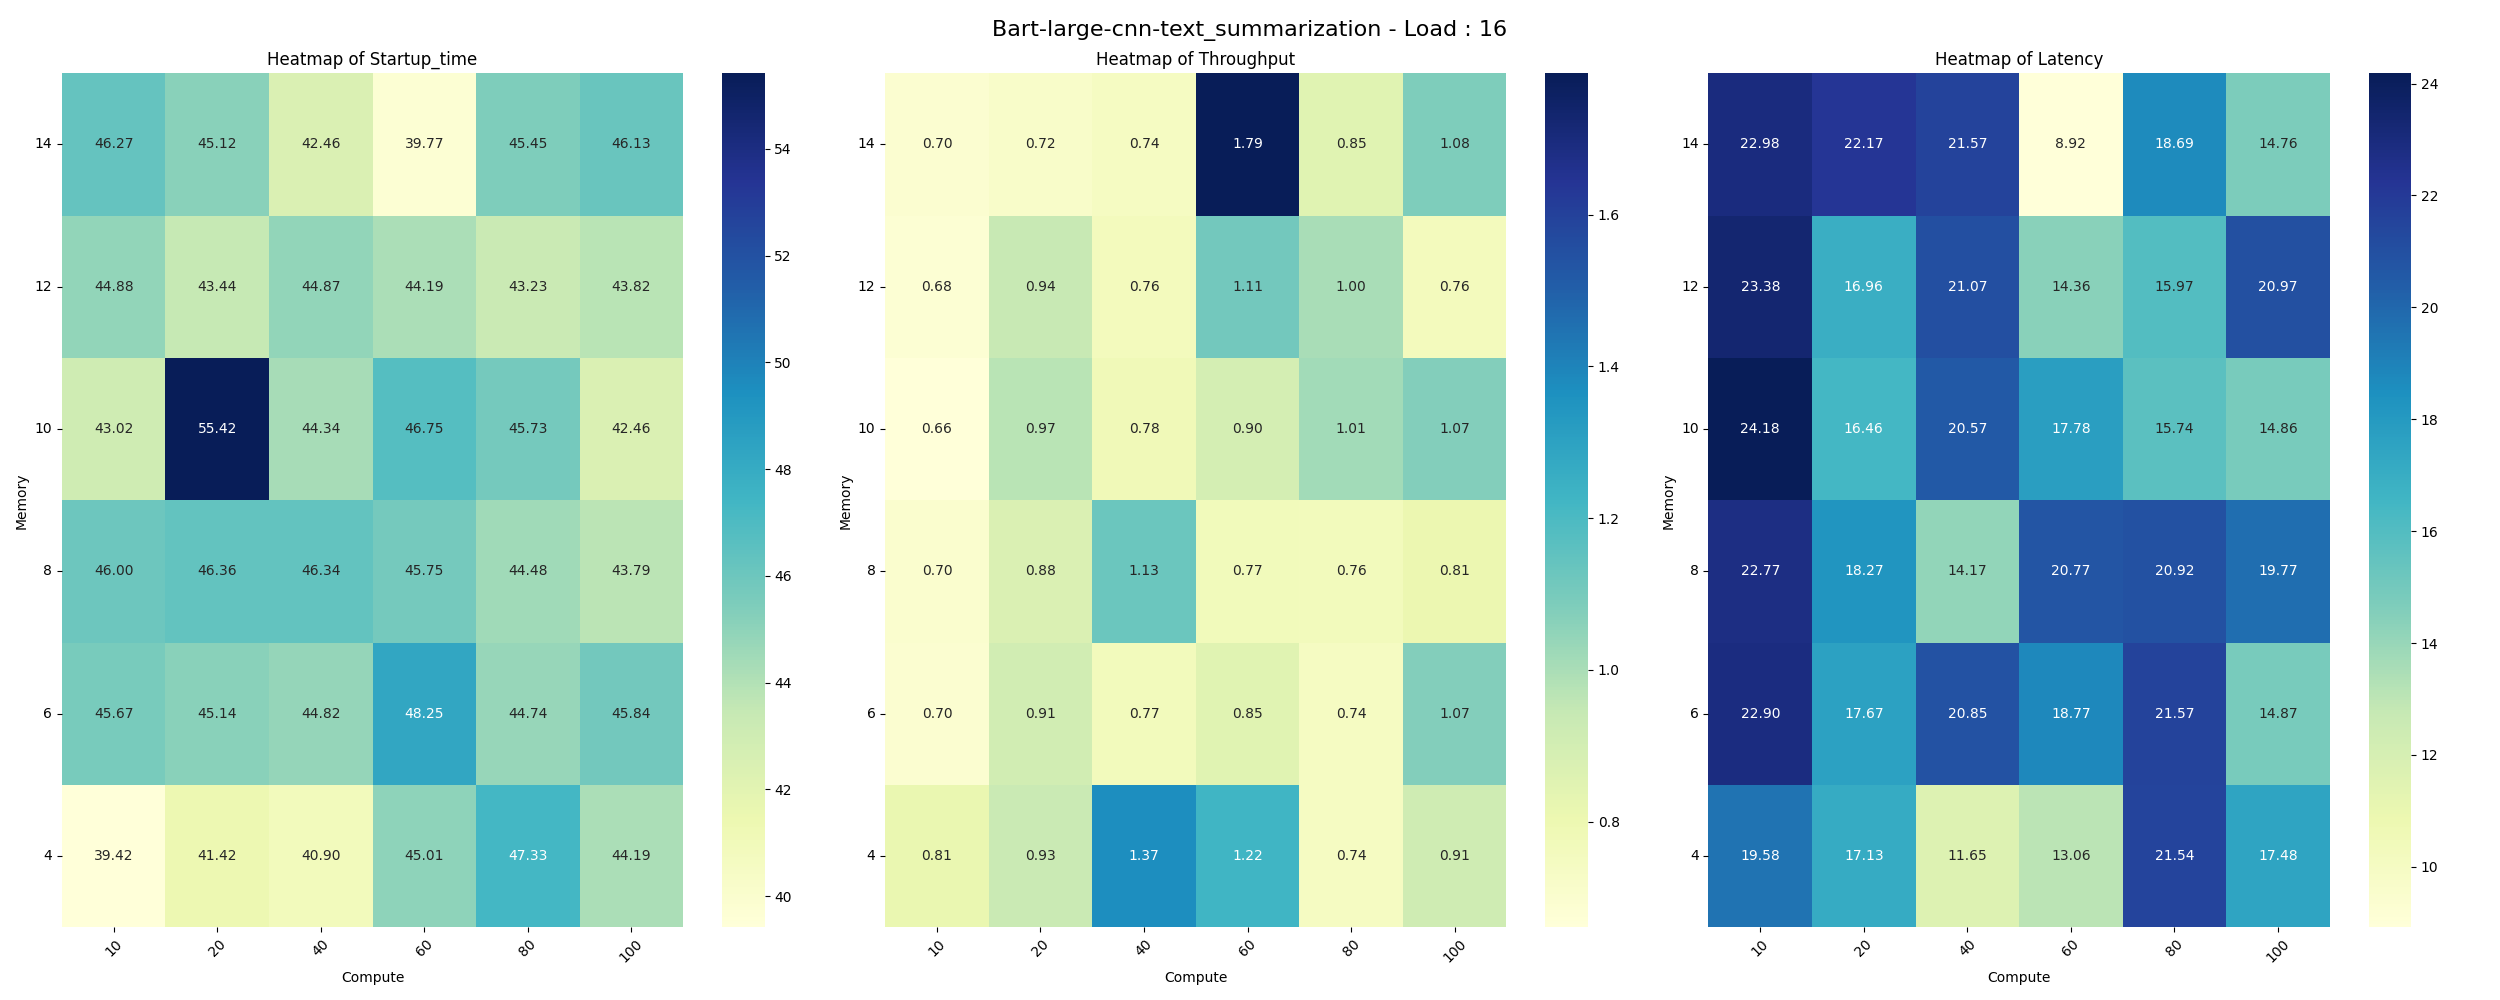 Bart-large-cnn-text_summarization - Load : 16
Heatmap of Startup_time
14 46.27 45.12 42.46 39.77 45.45 46.13
12 44.88 43.44 44.87 44.19 43.23 43.82
10 43.02 55.42 44.34 46.75 45.73 42.46
8 46.00 46.36 46.34 45.75 44.48 43.79
6 45.67 45.14 44.82 48.25 44.74 45.84
4 39.42 41.42 40.90 45.01 47.33 44.19
10 20 40 60 80 100
Memory
Compute
54
52
50
48
46
44
42
40
Heatmap of Throughput
14 0.70 0.72 0.74 1.79 0.85 1.08
12 0.68 0.94 0.76 1.11 1.00 0.76
10 0.66 0.97 0.78 0.90 1.01 1.07
8 0.70 0.88 1.13 0.77 0.76 0.81
6 0.70 0.91 0.77 0.85 0.74 1.07
4 0.81 0.93 1.37 1.22 0.74 0.91
10 20 40 60 80 100
Memory
Compute
1.6
1.4
1.2
1.0
0.8
Heatmap of Latency
14 22.98 22.17 21.57 8.92 18.69 14.76
12 23.38 16.96 21.07 14.36 15.97 20.97
10 24.18 16.46 20.57 17.78 15.74 14.86
8 22.77 18.27 14.17 20.77 20.92 19.77
6 22.90 17.67 20.85 18.77 21.57 14.87
4 19.58 17.13 11.65 13.06 21.54 17.48
10 20 40 60 80 100
Memory
Compute
24
22
20
18
16
14
12
10